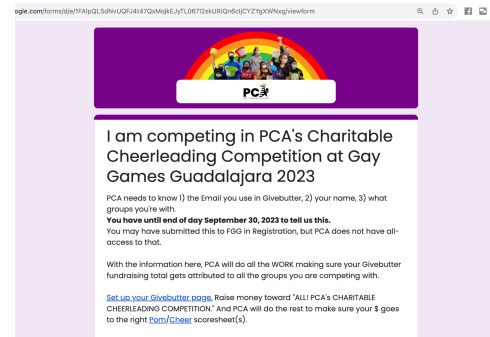 ogle.com/forms/d/e/1FAIpQLSdNvUQFJ4t47QxMojkEJyTL067l2skURiQn6cIjCYZYgXWNxg/viewform
PCA
I am competing in PCA's Charitable
Cheerleading Competition at Gay
Games Guadalajara 2023
PCA needs to know 1) the Email you use in Givebutter, 2) your name, 3) what
groups you're with.
You have until end of day September 30, 2023 to tell us this.
You may have submitted this to FGG in Registration, but PCA does not have all-
access to that.
With the information here, PCA will do all the WORK making sure your Givebutter
fundraising total gets attributed to all the groups you are competing with.
Set up your Givebutter page. Raise money toward "ALL! PCA's CHARITABLE
CHEERLEADING COMPETITION." And PCA will do the rest to make sure your $ goes
to the right Pom/Cheer scoresheet(s).